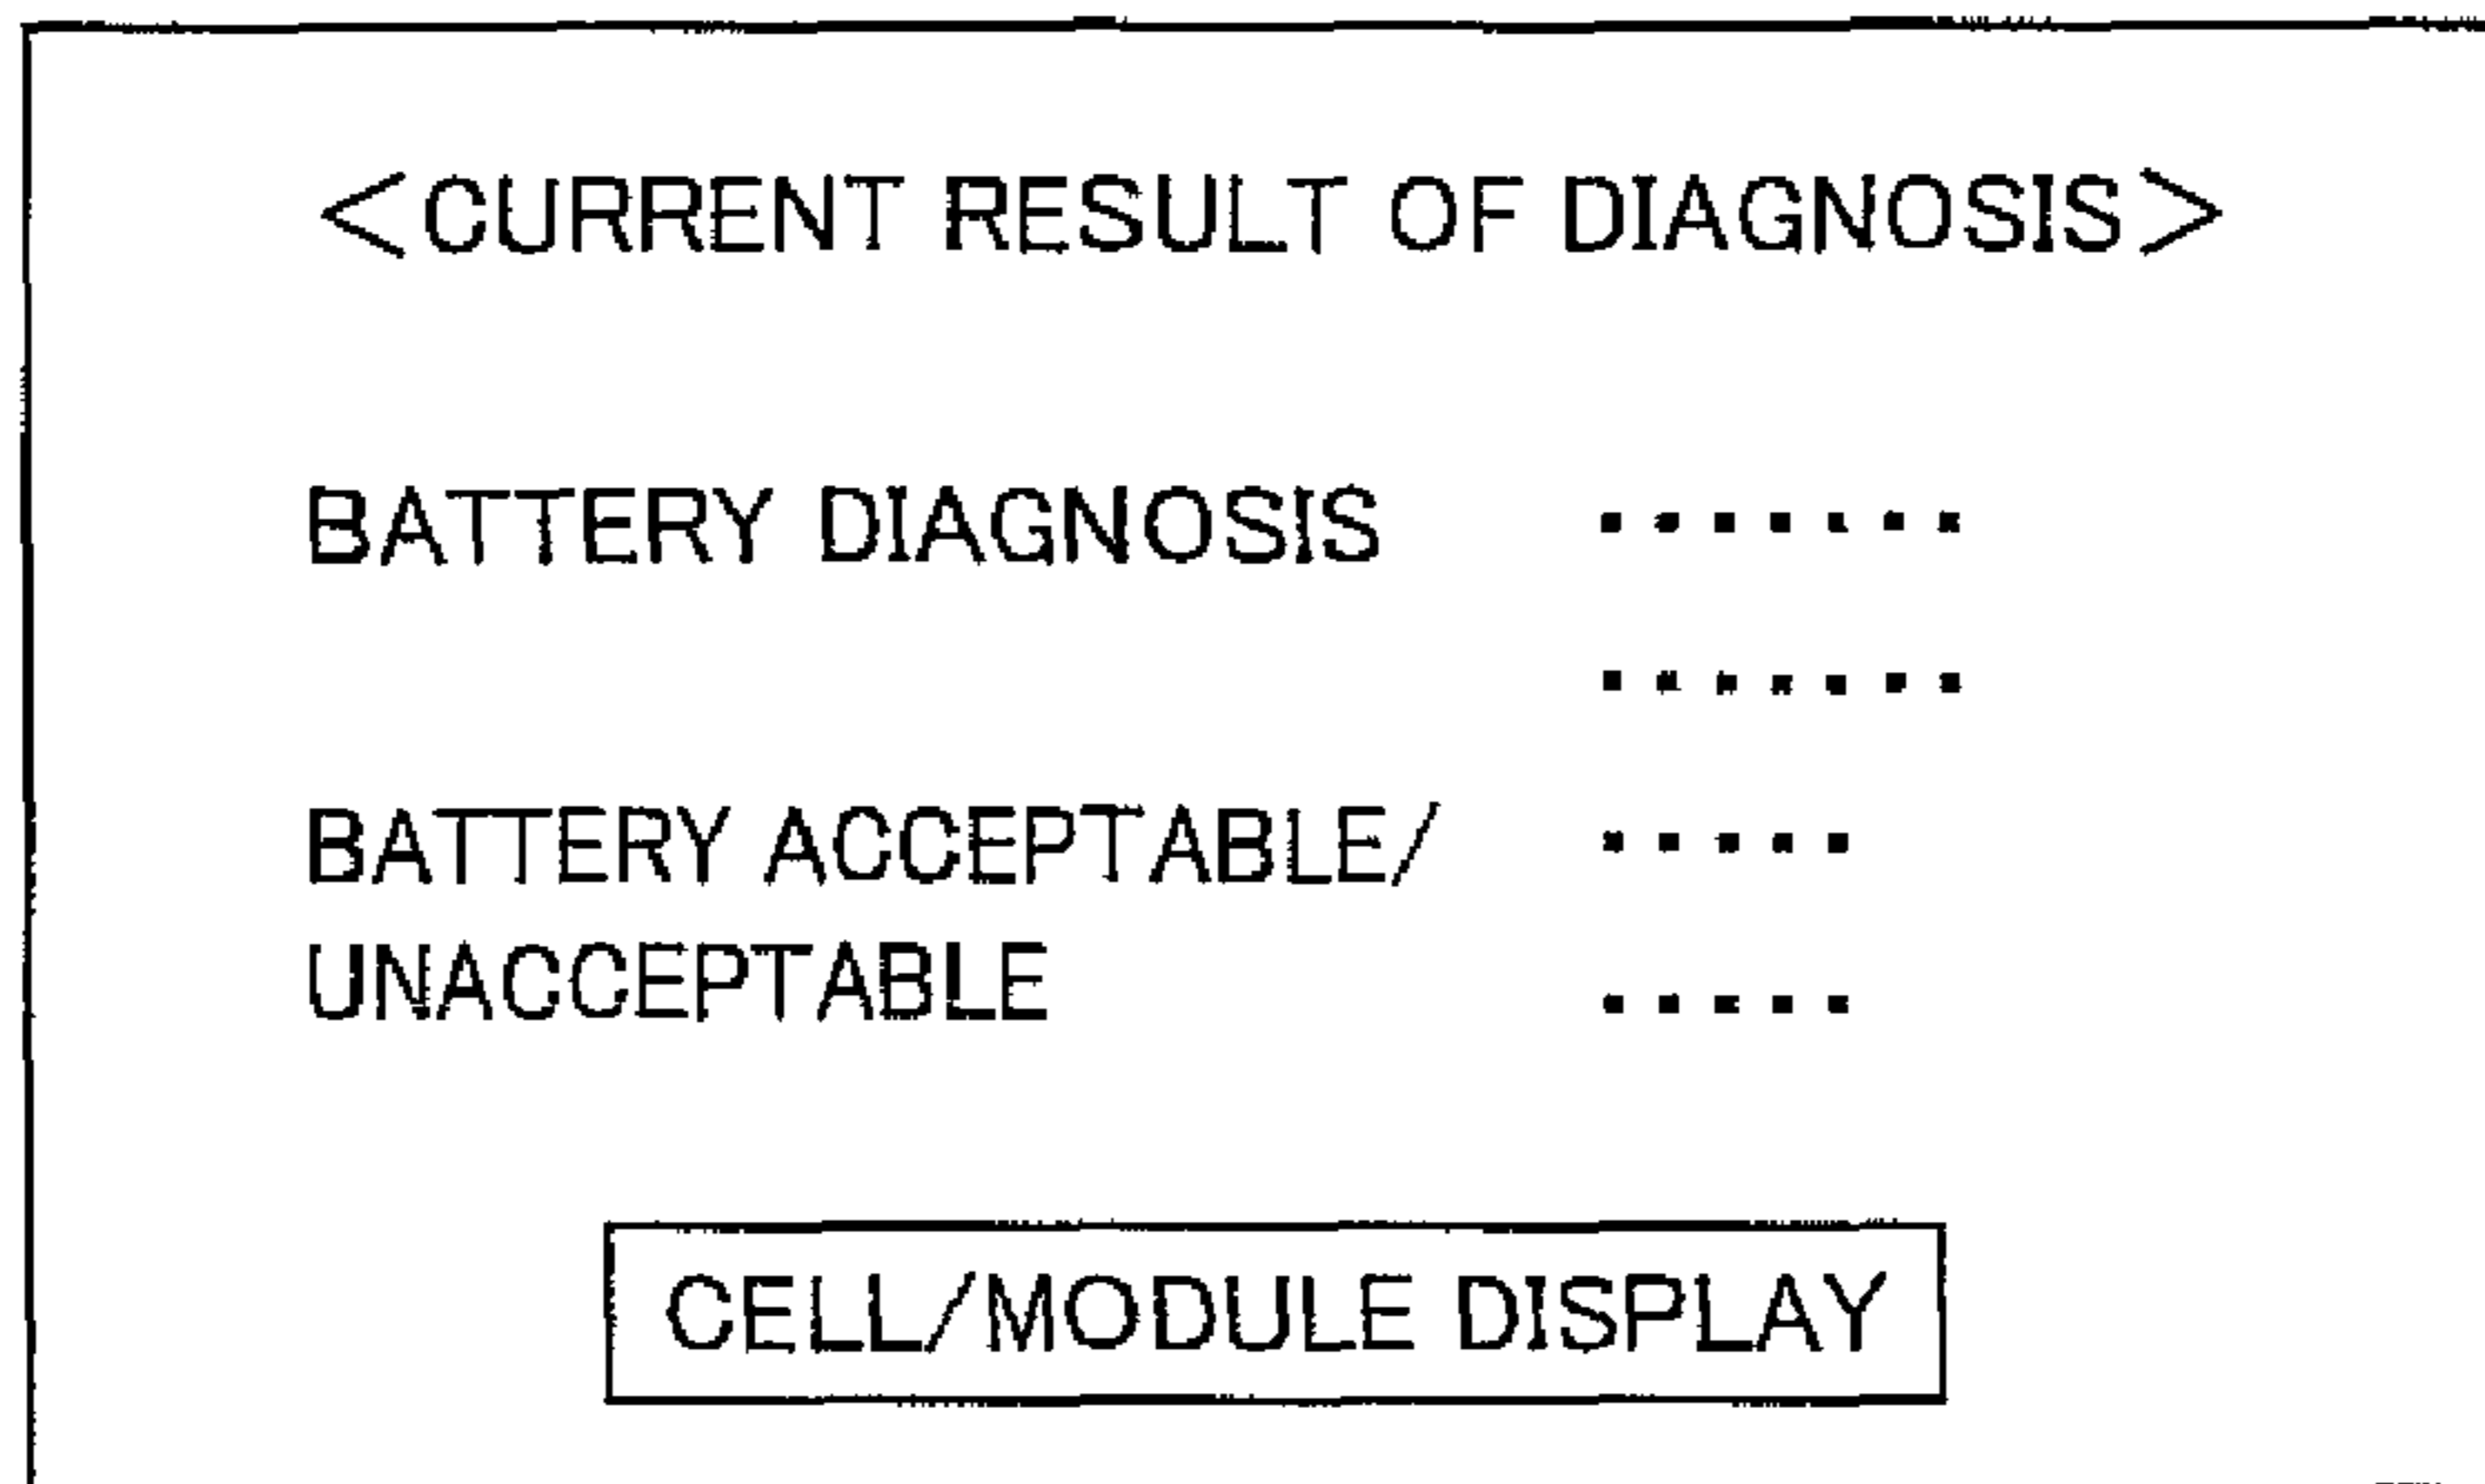 <CURRENT RESULT OF DIAGNOSIS>
BATTERY DIAGNOSIS .......
.......
BATTERY ACCEPTABLE/ .....
UNACCEPTABLE .....
CELL/MODULE DISPLAY